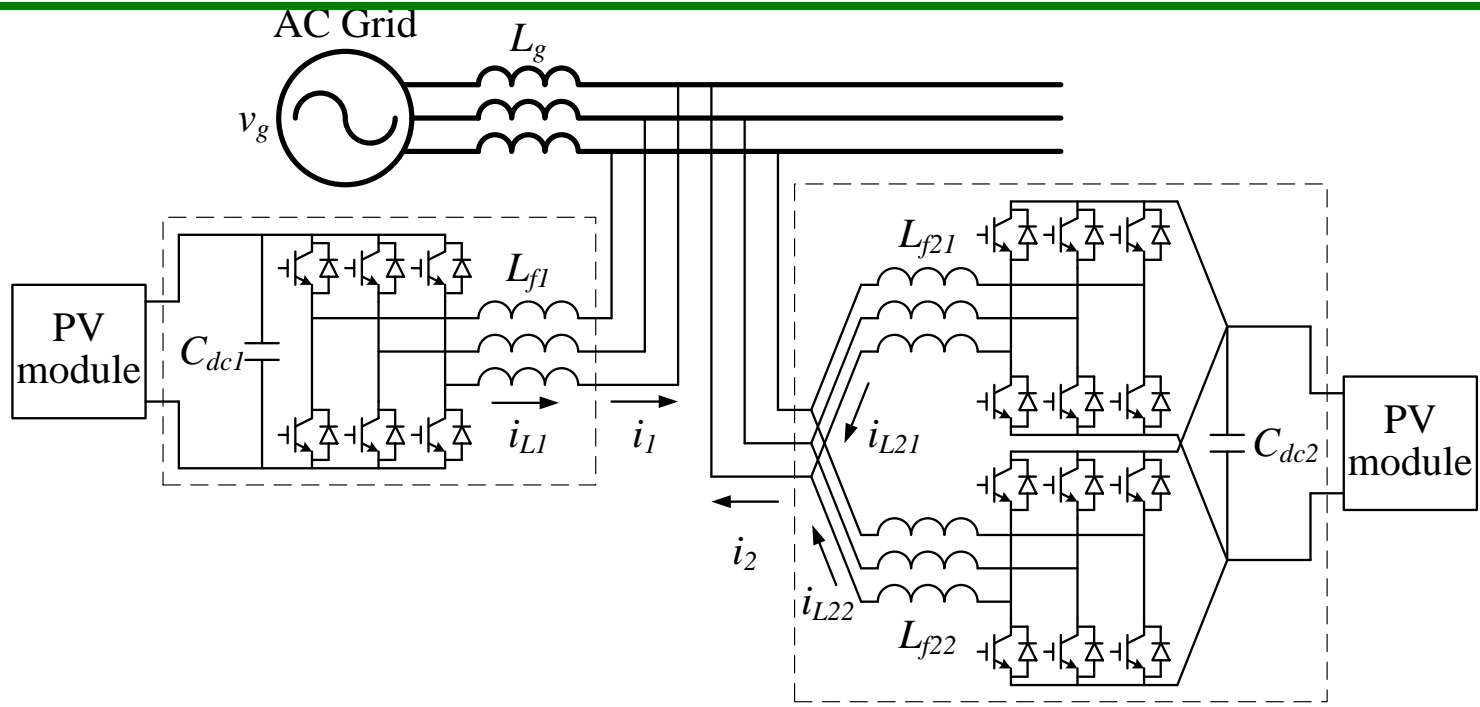 AC Grid
L_g
v_g
PV
module
C_dc1
L_f1
i_L1
i_1
L_f21
i_L21
i_2
i_L22
L_f22
C_dc2
PV
module